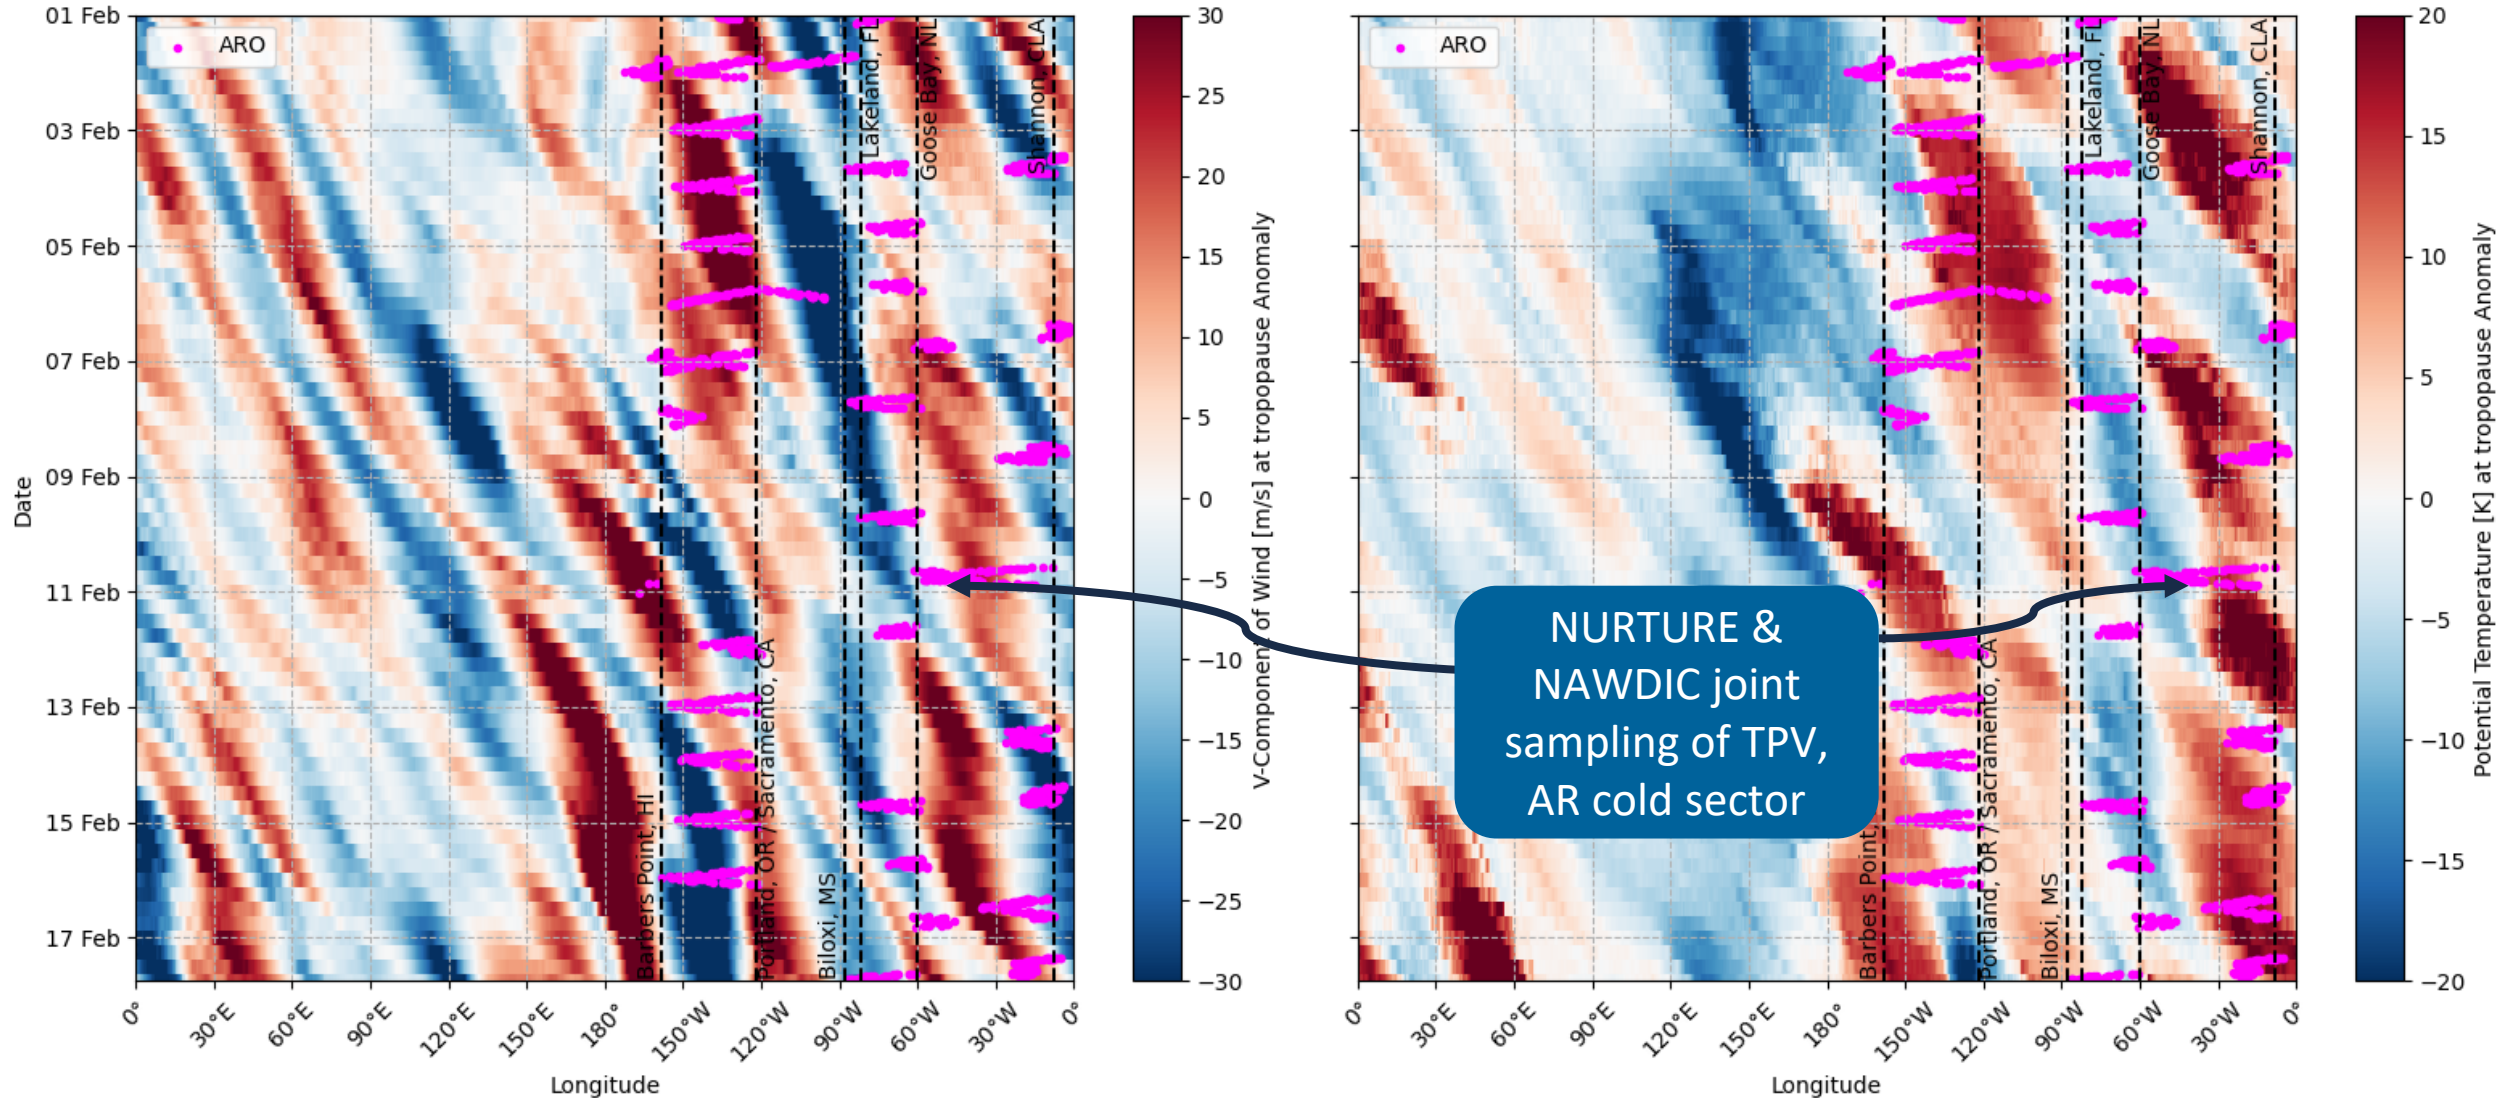 01 Feb
03 Feb
05 Feb
07 Feb
09 Feb
11 Feb
13 Feb
15 Feb
17 Feb
Date
ARO
Lakeland, FL
Goose Bay, NL
Shannon, CLA
Barbers Point, HI
Portland, OR / Sacramento, CA
Biloxi, MS
0°
30°E
60°E
90°E
120°E
150°E
180°
150°W
120°W
90°W
60°W
30°W
0°
Longitude
30
25
20
15
10
5
0
−5
−10
−15
−20
−25
−30
V-Component of Wind [m/s] at tropopause Anomaly
ARO
Lakeland, FL
Goose Bay, NL
Shannon, CLA
NURTURE &
NAWDIC joint
sampling of TPV,
AR cold sector
Barbers Point,
Portland, OR / Sacramento, CA
Biloxi, MS
0°
30°E
60°E
90°E
120°E
150°E
180°
150°W
120°W
90°W
60°W
30°W
0°
Longitude
20
15
10
5
0
−5
−10
−15
−20
Potential Temperature [K] at tropopause Anomaly